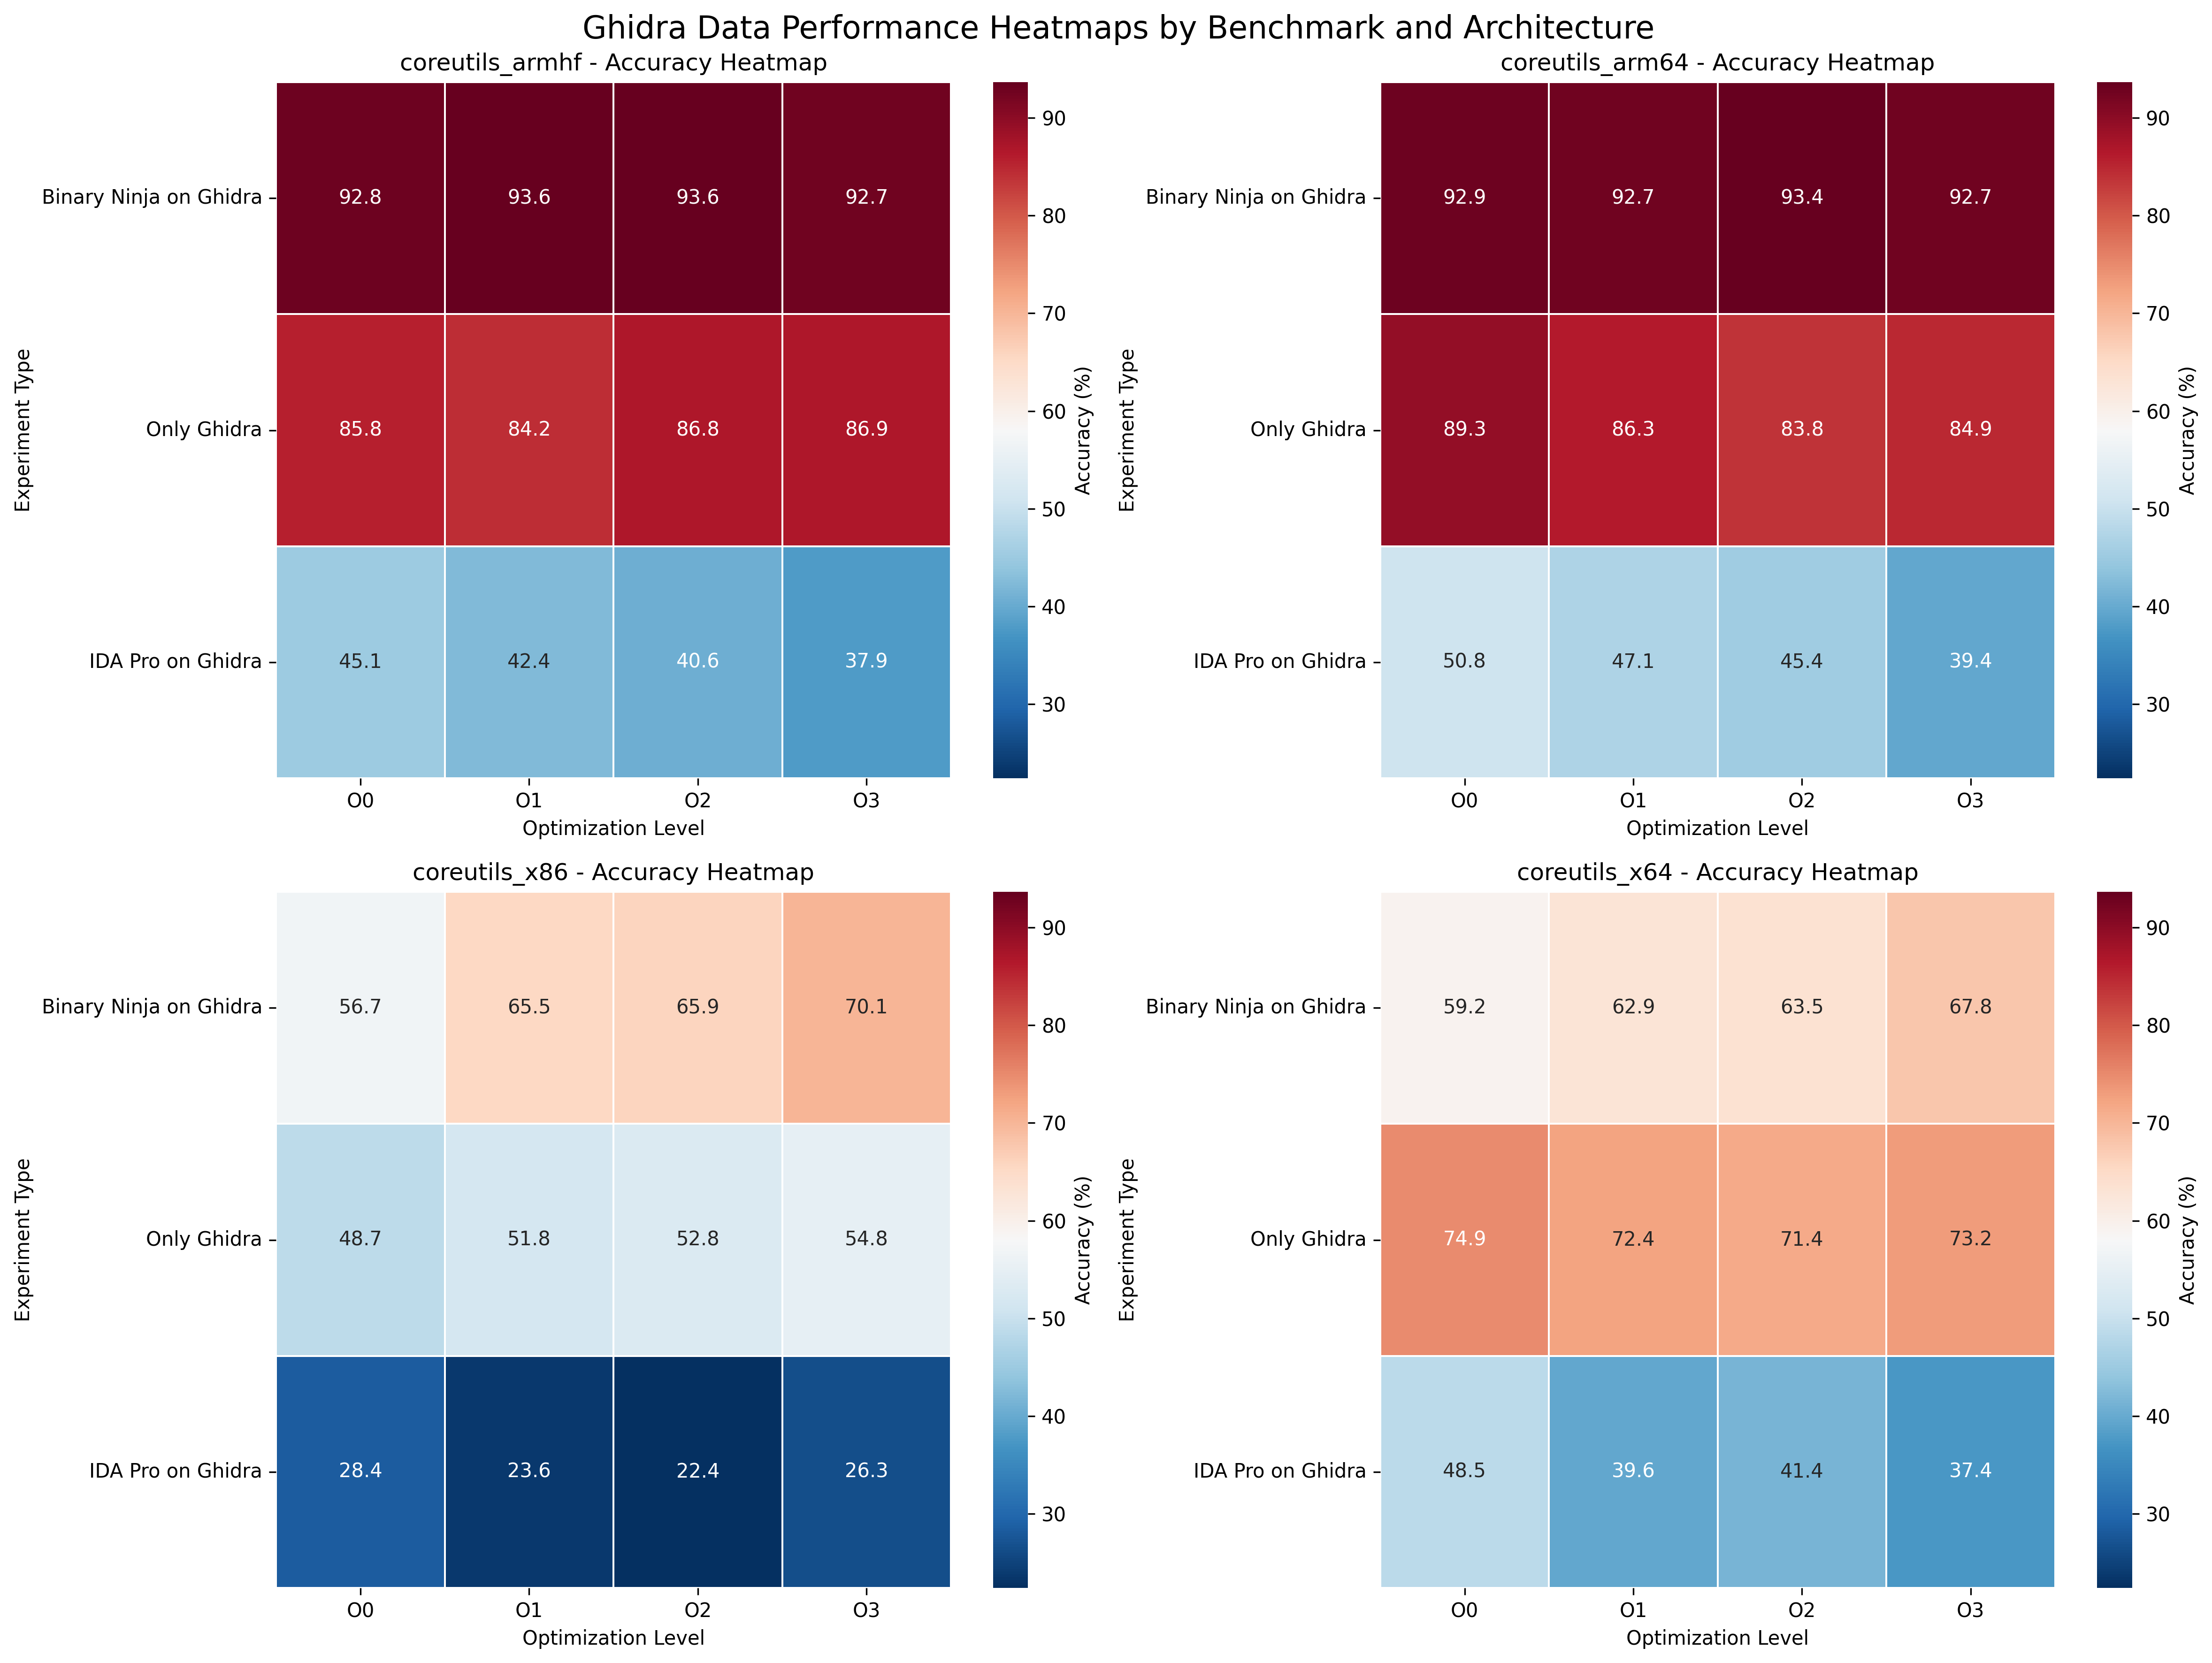 Ghidra Data Performance Heatmaps by Benchmark and Architecture
coreutils_armhf - Accuracy Heatmap
Experiment Type
Binary Ninja on Ghidra
92.8 93.6 93.6 92.7
Only Ghidra
85.8 84.2 86.8 86.9
IDA Pro on Ghidra
45.1 42.4 40.6 37.9
O0 O1 O2 O3
Optimization Level
90
80
70
60
50
40
30
Accuracy (%)
coreutils_arm64 - Accuracy Heatmap
Experiment Type
Binary Ninja on Ghidra
92.9 92.7 93.4 92.7
Only Ghidra
89.3 86.3 83.8 84.9
IDA Pro on Ghidra
50.8 47.1 45.4 39.4
O0 O1 O2 O3
Optimization Level
90
80
70
60
50
40
30
Accuracy (%)
coreutils_x86 - Accuracy Heatmap
Experiment Type
Binary Ninja on Ghidra
56.7 65.5 65.9 70.1
Only Ghidra
48.7 51.8 52.8 54.8
IDA Pro on Ghidra
28.4 23.6 22.4 26.3
O0 O1 O2 O3
Optimization Level
90
80
70
60
50
40
30
Accuracy (%)
coreutils_x64 - Accuracy Heatmap
Experiment Type
Binary Ninja on Ghidra
59.2 62.9 63.5 67.8
Only Ghidra
74.9 72.4 71.4 73.2
IDA Pro on Ghidra
48.5 39.6 41.4 37.4
O0 O1 O2 O3
Optimization Level
90
80
70
60
50
40
30
Accuracy (%)